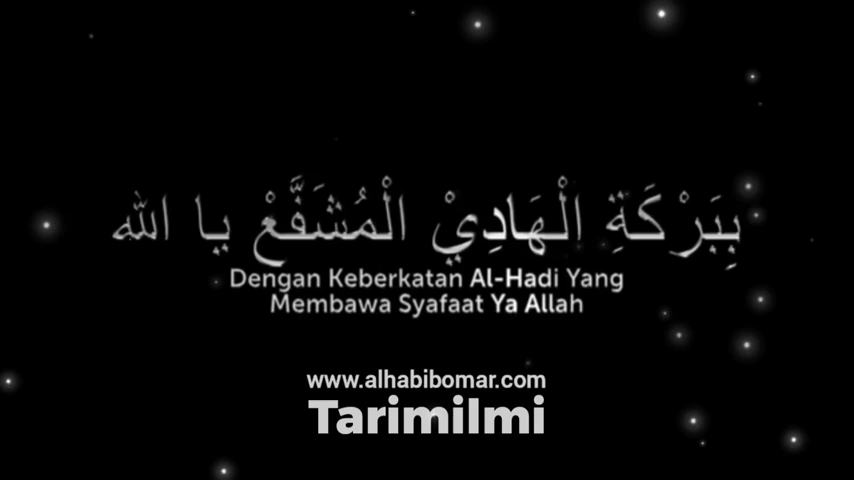 بِبَرْكَةِ الْهَادِيْ الْمُشَفَّعْ يا الله
Dengan Keberkatan Al-Hadi Yang
Membawa Syafaat Ya Allah
www.alhabibomar.com
Tarimilmi